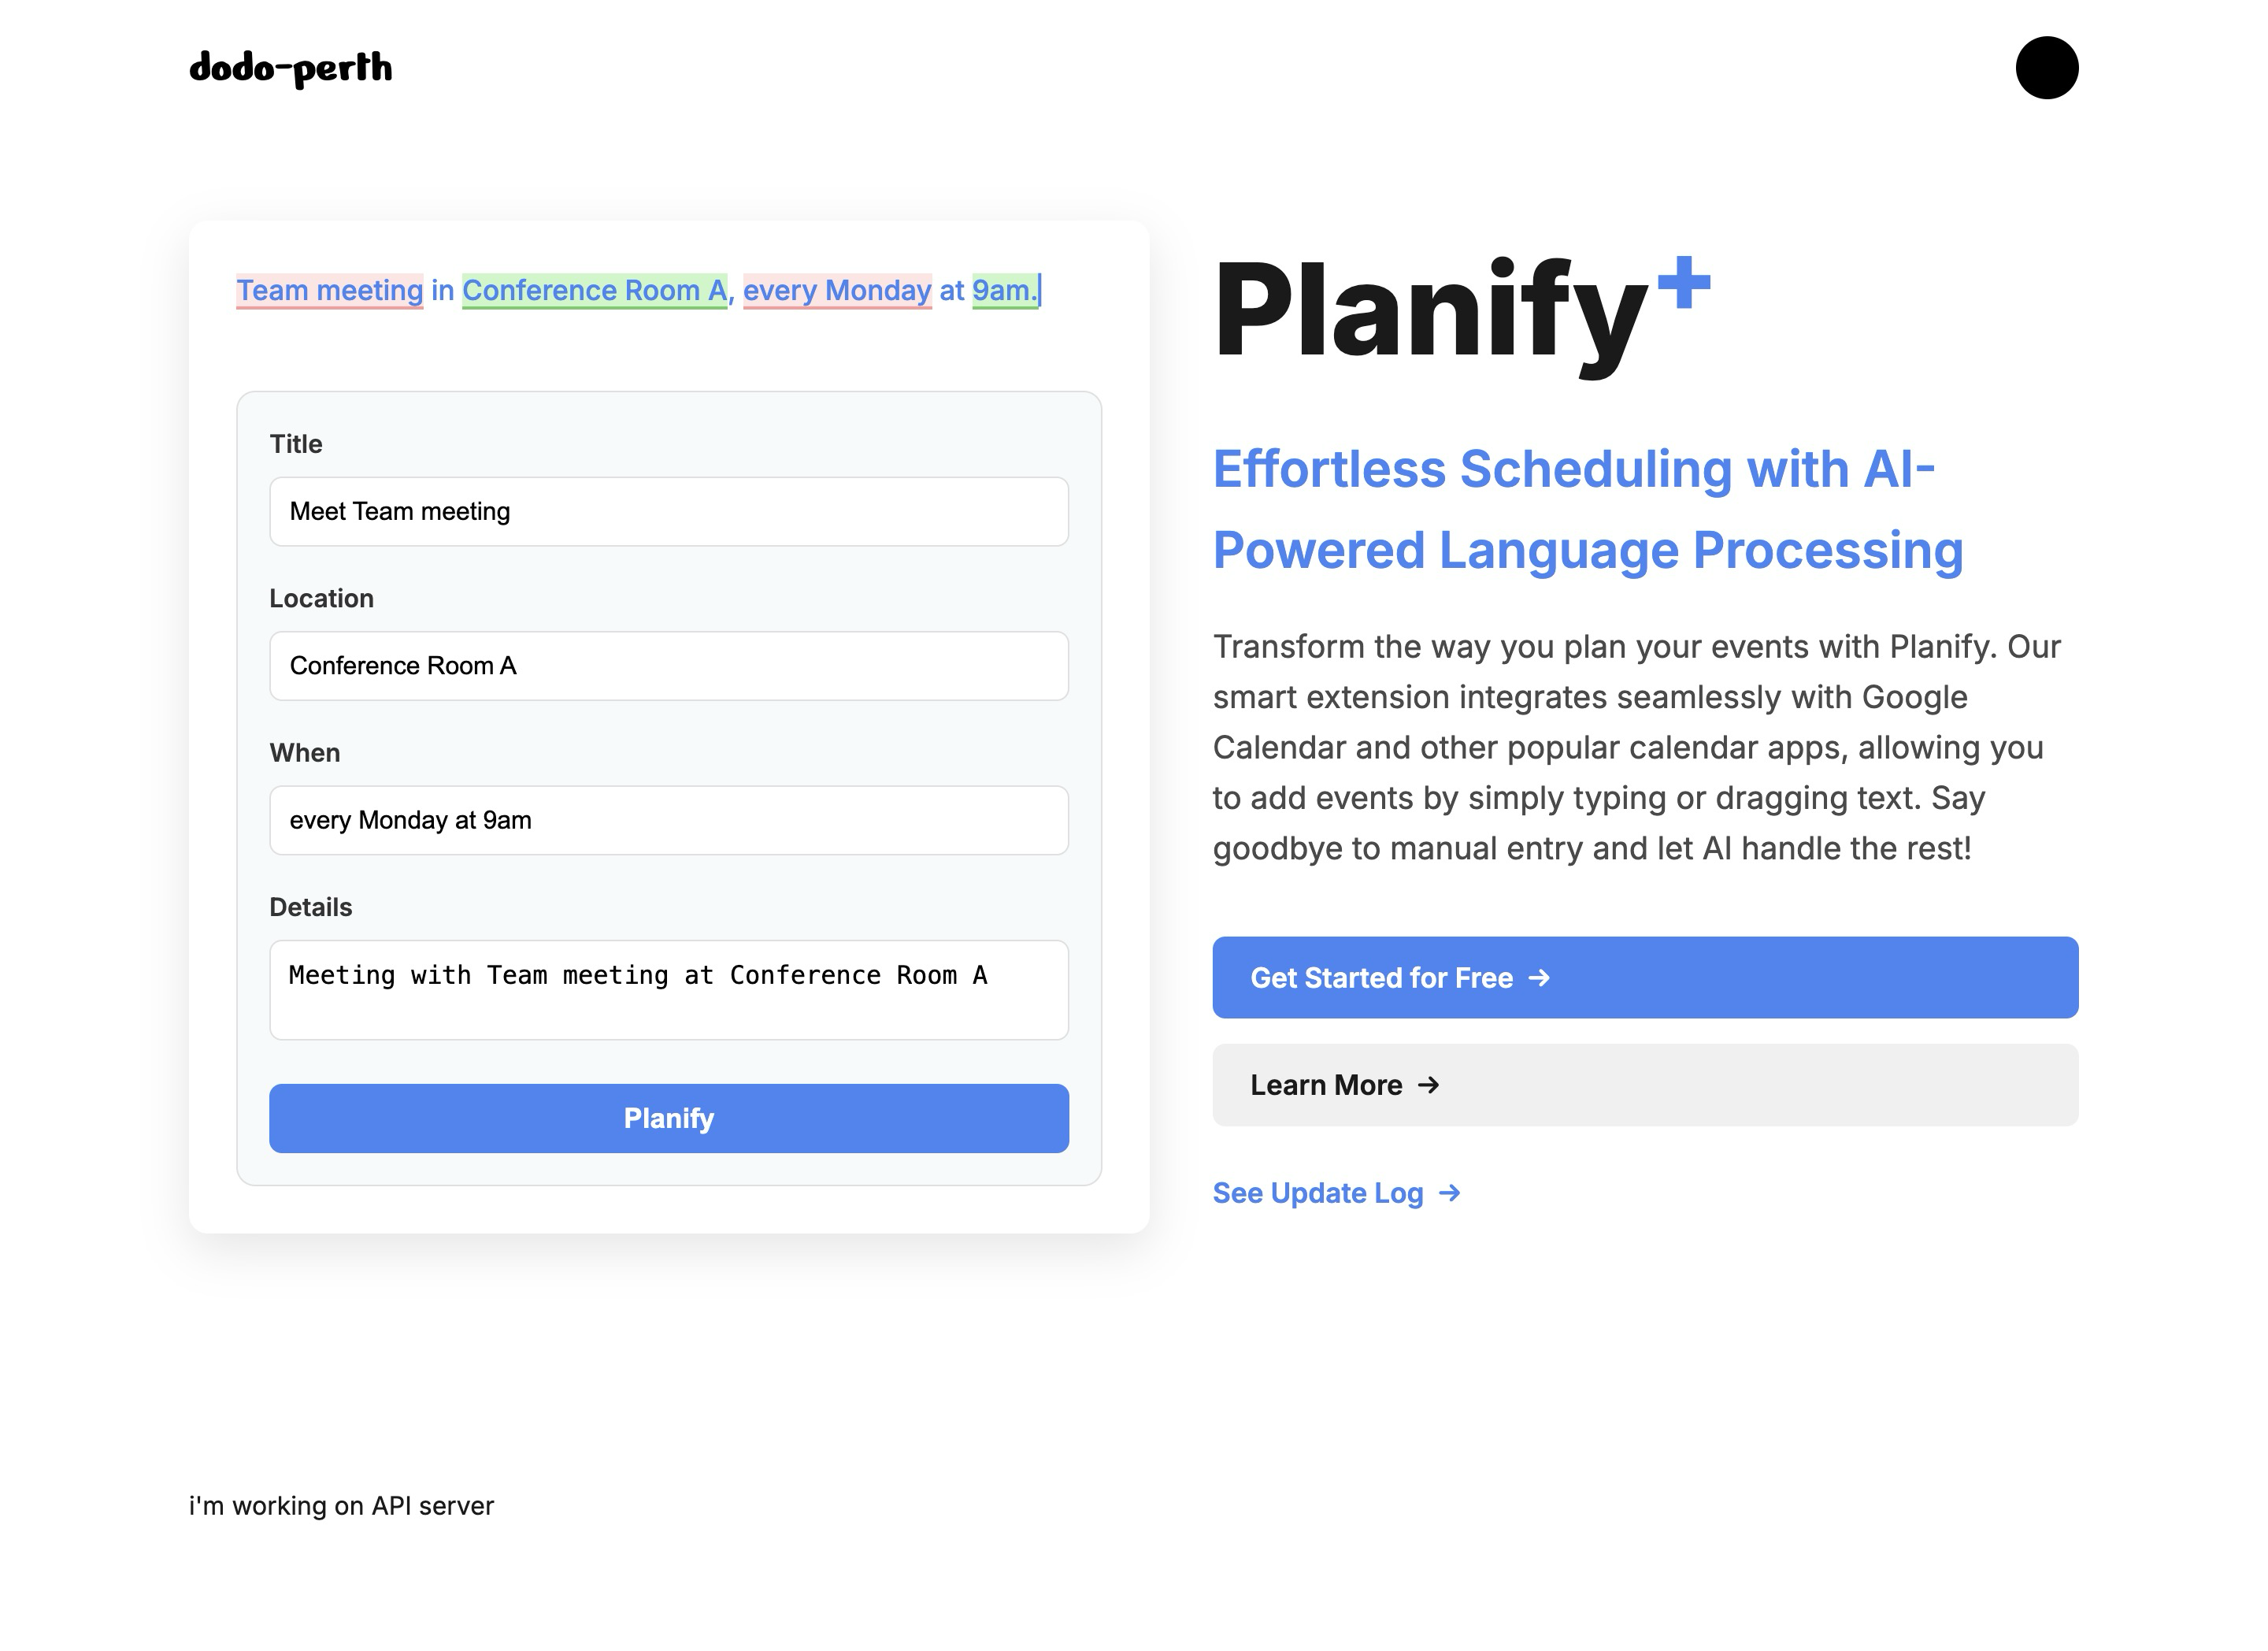 dodo-perth
Team meeting in Conference Room A, every Monday at 9am.
Title
Meet Team meeting
Location
Conference Room A
When
every Monday at 9am
Details
Meeting with Team meeting at Conference Room A
Planify
Planify+
Effortless Scheduling with AI-
Powered Language Processing
Transform the way you plan your events with Planify. Our
smart extension integrates seamlessly with Google
Calendar and other popular calendar apps, allowing you
to add events by simply typing or dragging text. Say
goodbye to manual entry and let AI handle the rest!
Get Started for Free →
Learn More →
See Update Log →
i'm working on API server